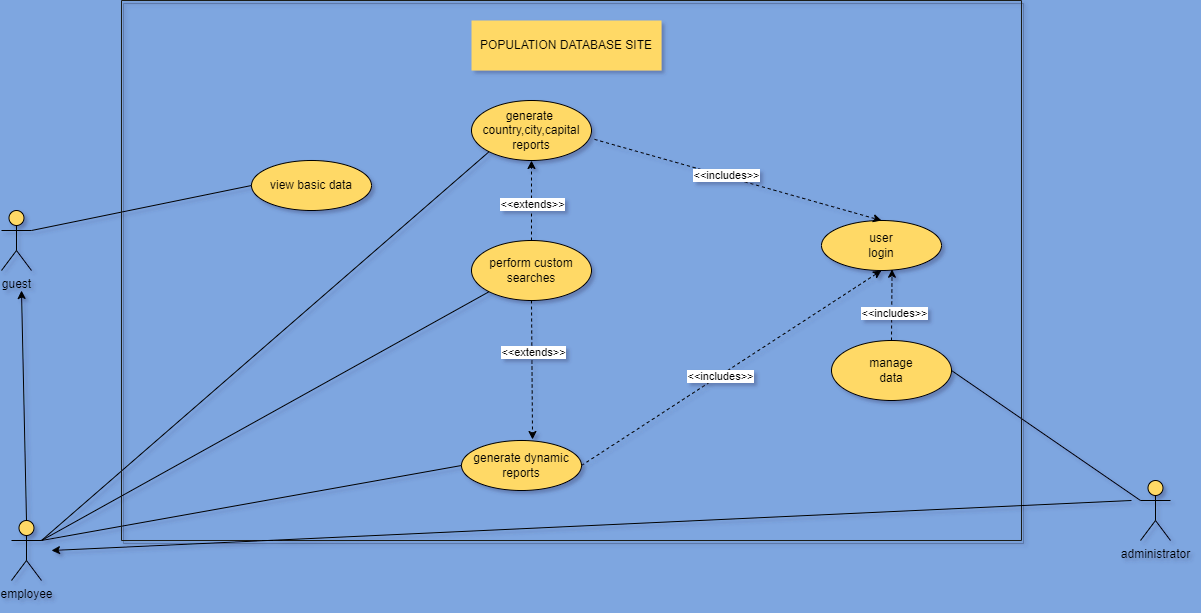 POPULATION DATABASE SITE
generate
country,city,capital
reports
<<includes>>
view basic data
<<extends>>
user
login
perform custom
searches
guest
<<includes>>
<<extends>>
manage
data
<<includes>>
generate dynamic
reports
administrator
employee